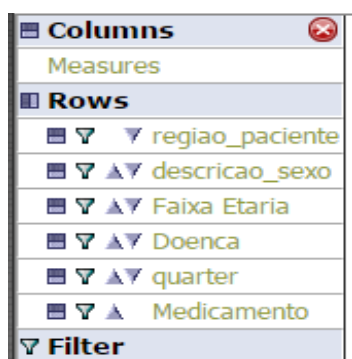 Columns
Measures
Rows
regiao_paciente
descricao_sexo
Faixa Etaria
Doenca
quarter
Medicamento
Filter